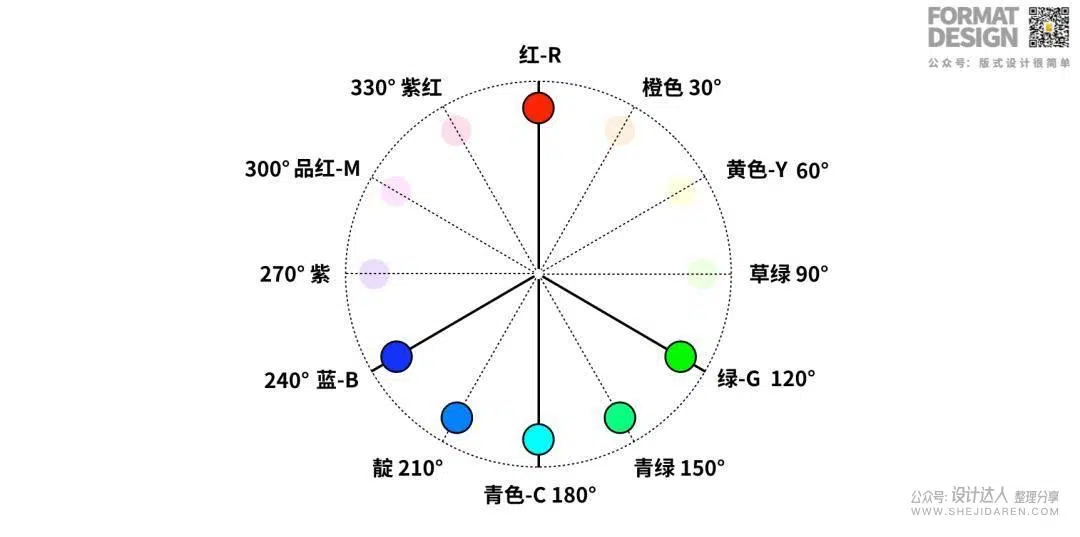 FORMAT
DESIGN
公众号：版式设计很简单
红-R
330° 紫红
橙色 30°
300° 品红-M
黄色-Y 60°
270° 紫
草绿 90°
240° 蓝-B
绿-G 120°
靛 210°
青绿 150°
青色-C 180°
公众号: 设计达人 整理分享
WWW.SHEJIDAREN.COM